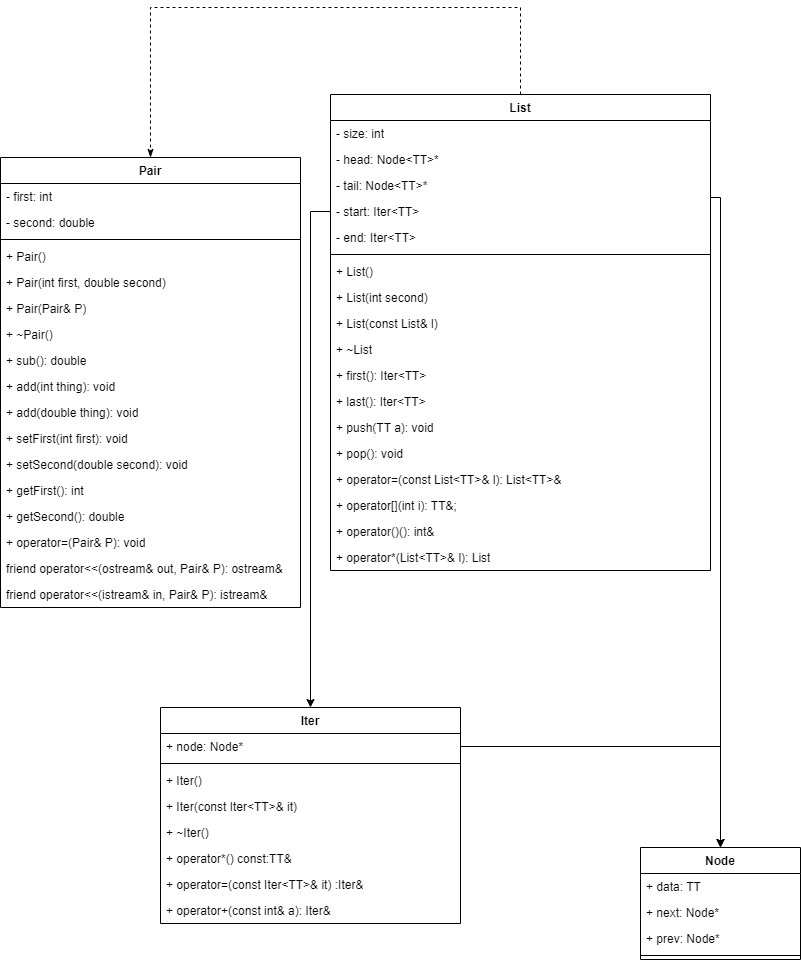 List
- size: int
- head: Node<TT>*
- tail: Node<TT>*
- start: Iter<TT>
- end: Iter<TT>
+ List()
+ List(int second)
+ List(const List& l)
+ ~List
+ first(): Iter<TT>
+ last(): Iter<TT>
+ push(TT a): void
+ pop(): void
+ operator=(const List<TT>& l): List<TT>&
+ operator[](int i): TT&;
+ operator()(): int&
+ operator*(List<TT>& l): List
Pair
- first: int
- second: double
+ Pair()
+ Pair(int first, double second)
+ Pair(Pair& P)
+ ~Pair()
+ sub(): double
+ add(int thing): void
+ add(double thing): void
+ setFirst(int first): void
+ setSecond(double second): void
+ getFirst(): int
+ getSecond(): double
+ operator=(Pair& P): void
friend operator<<(ostream& out, Pair& P): ostream&
friend operator<<(istream& in, Pair& P): istream&
Iter
+ node: Node*
+ Iter()
+ Iter(const Iter<TT>& it)
+ ~Iter()
+ operator*() const:TT&
+ operator=(const Iter<TT>& it) :Iter&
+ operator+(const int& a): Iter&
Node
+ data: TT
+ next: Node*
+ prev: Node*